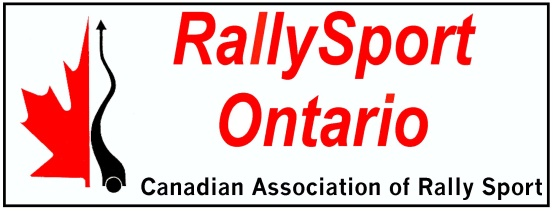 RallySport
Ontario
Canadian Association of Rally Sport